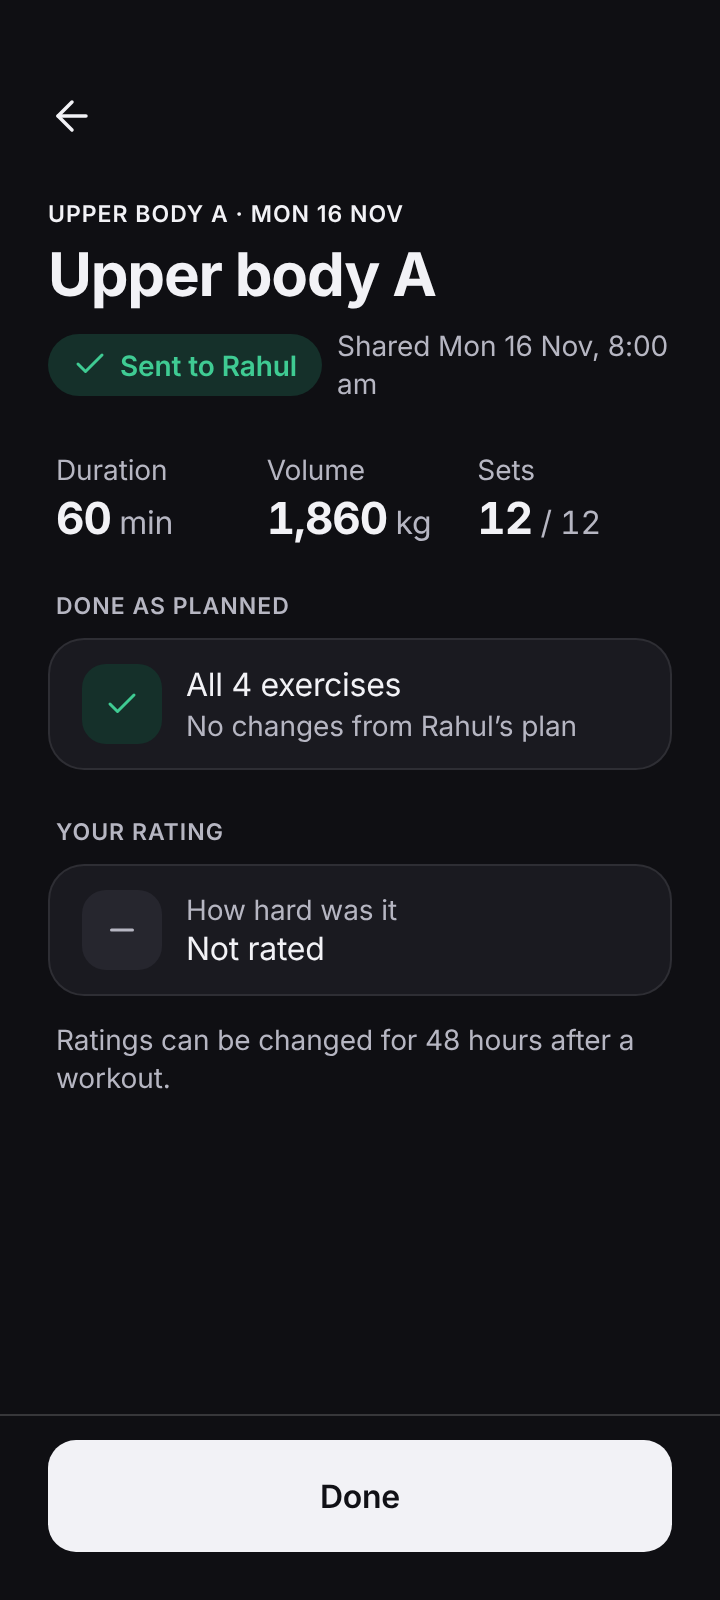 UPPER BODY A · MON 16 NOV
Upper body A
Sent to Rahul
Shared Mon 16 Nov, 8:00
am
Duration
Volume
Sets
60 min
1,860 kg
12 / 12
DONE AS PLANNED
All 4 exercises
No changes from Rahul’s plan
YOUR RATING
How hard was it
Not rated
Ratings can be changed for 48 hours after a
workout.
Done